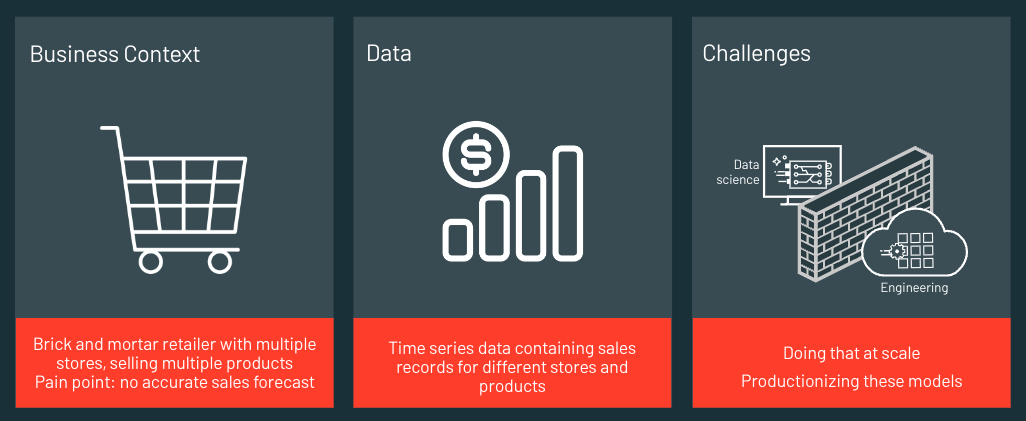 Business Context
Brick and mortar retailer with multiple
stores, selling multiple products
Pain point: no accurate sales forecast
Data
$
Time series data containing sales
records for different stores and
products
Challenges
Data
science
Engineering
Doing that at scale
Productionizing these models